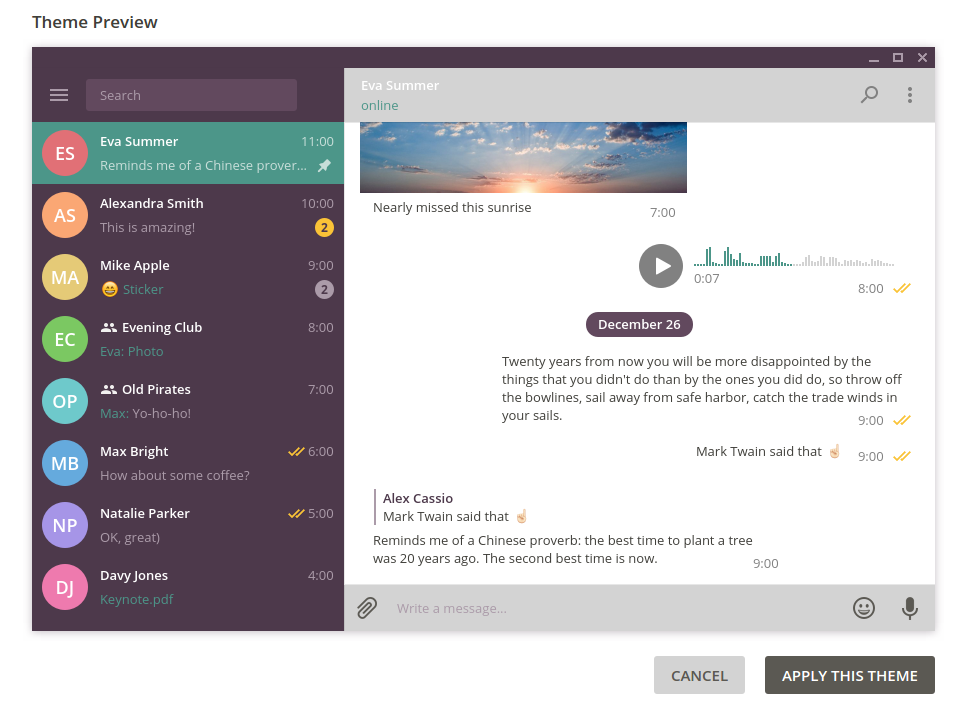 Theme Preview
Search
ES
Eva Summer 11:00
Reminds me of a Chinese prover...
AS
Alexandra Smith 10:00
This is amazing! 2
MA
Mike Apple 9:00
😄 Sticker 2
EC
Evening Club 8:00
Eva: Photo
OP
Old Pirates 7:00
Max: Yo-ho-ho!
MB
Max Bright 6:00
How about some coffee?
NP
Natalie Parker 5:00
OK, great)
DJ
Davy Jones 4:00
Keynote.pdf
Eva Summer
online
Nearly missed this sunrise 7:00
0:07 8:00
December 26
Twenty years from now you will be more disappointed by the
things that you didn't do than by the ones you did do, so throw off
the bowlines, sail away from safe harbor, catch the trade winds in
your sails. 9:00
Mark Twain said that ☝🏻 9:00
Alex Cassio
Mark Twain said that ☝🏻
Reminds me of a Chinese proverb: the best time to plant a tree
was 20 years ago. The second best time is now. 9:00
Write a message...
CANCEL
APPLY THIS THEME